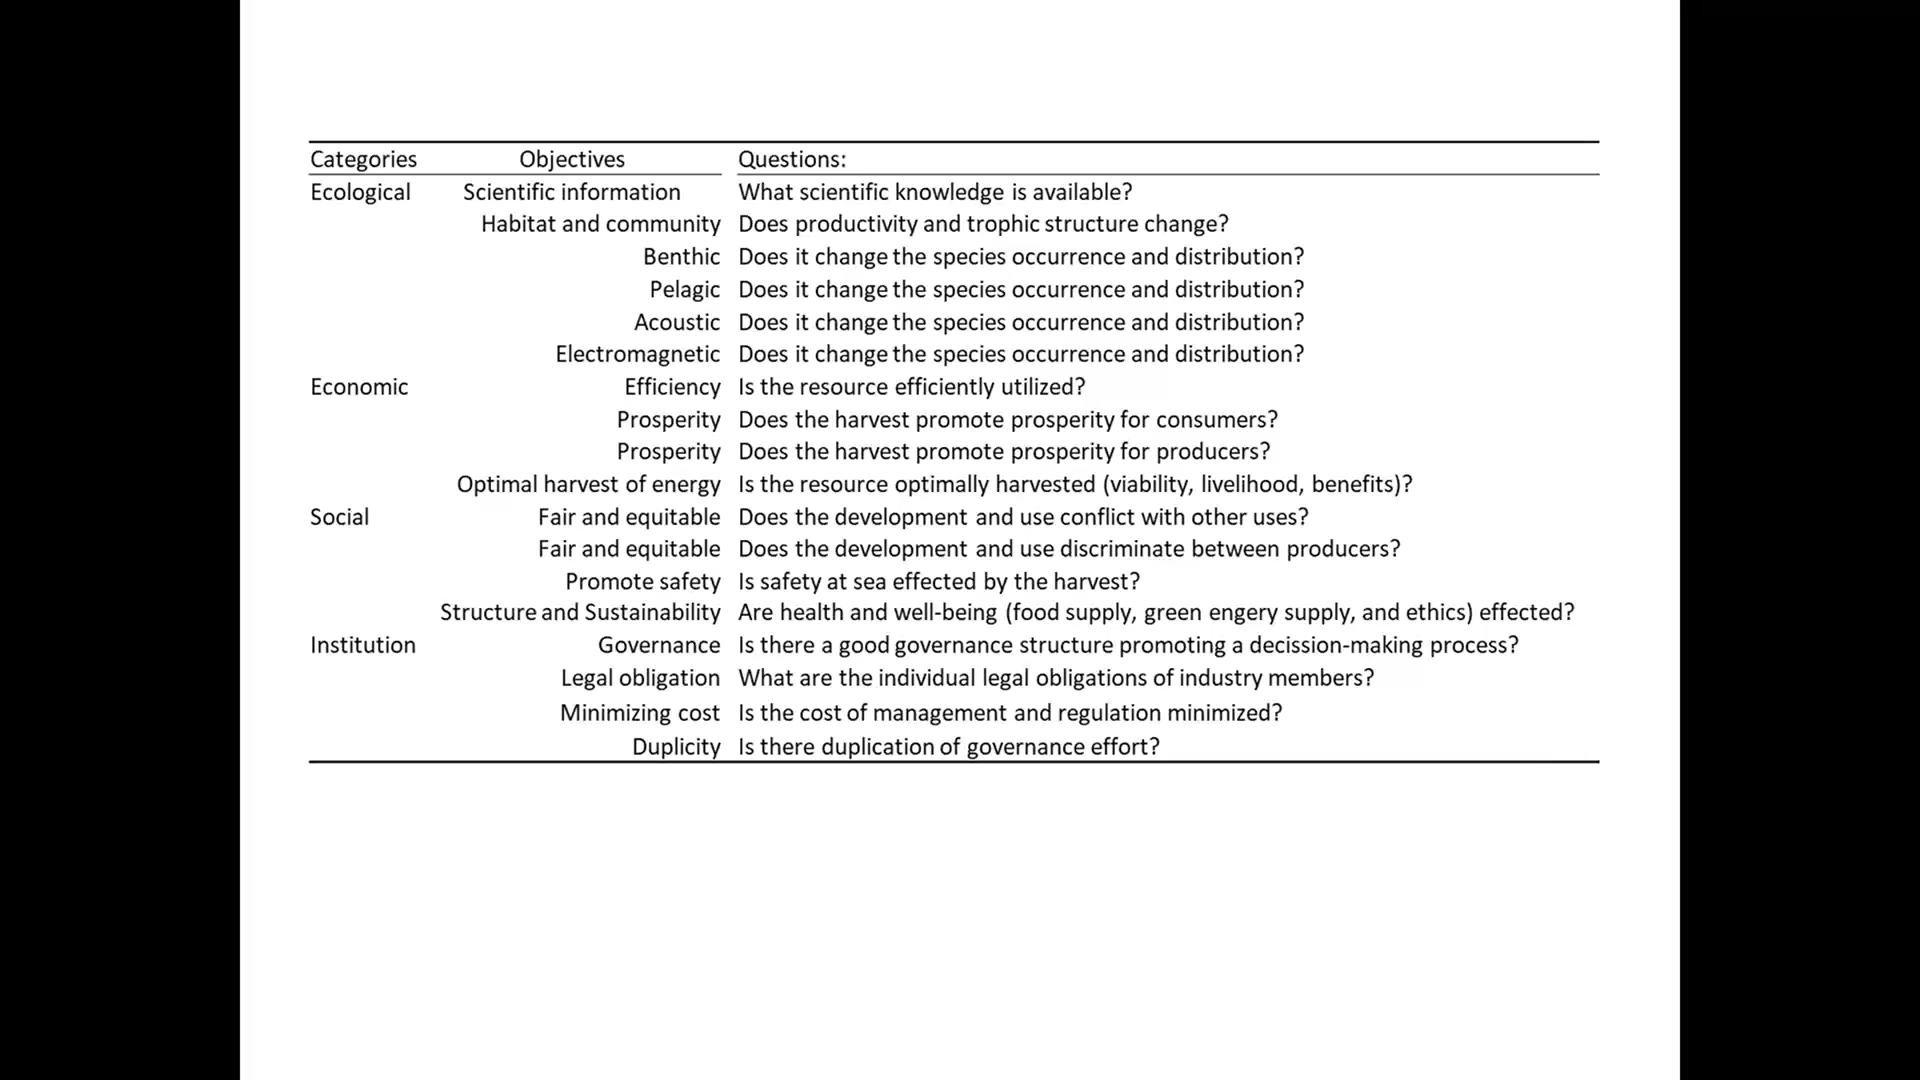 Categories Objectives Questions:
Ecological Scientific information What scientific knowledge is available?
Habitat and community Does productivity and trophic structure change?
Benthic Does it change the species occurrence and distribution?
Pelagic Does it change the species occurrence and distribution?
Acoustic Does it change the species occurrence and distribution?
Electromagnetic Does it change the species occurrence and distribution?
Economic Efficiency Is the resource efficiently utilized?
Prosperity Does the harvest promote prosperity for consumers?
Prosperity Does the harvest promote prosperity for producers?
Optimal harvest of energy Is the resource optimally harvested (viability, livelihood, benefits)?
Social Fair and equitable Does the development and use conflict with other uses?
Fair and equitable Does the development and use discriminate between producers?
Promote safety Is safety at sea effected by the harvest?
Structure and Sustainability Are health and well-being (food supply, green engery supply, and ethics) effected?
Institution Governance Is there a good governance structure promoting a decission-making process?
Legal obligation What are the individual legal obligations of industry members?
Minimizing cost Is the cost of management and regulation minimized?
Duplicity Is there duplication of governance effort?